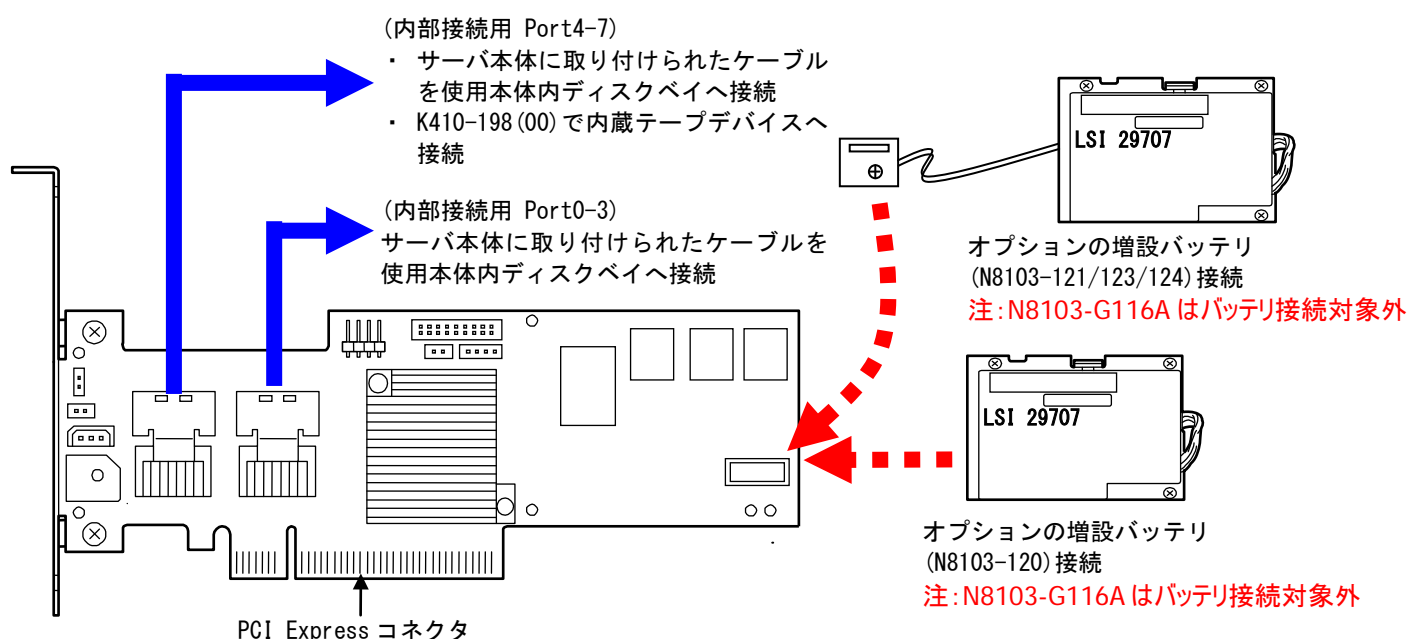 (内部接続用 Port4-7)
・ サーバ本体に取り付けられたケーブル
を使用本体内ディスクベイへ接続
・ K410-198(00)で内蔵テープデバイスへ
接続
(内部接続用 Port0-3)
サーバ本体に取り付けられたケーブルを
使用本体内ディスクベイへ接続
LSI 29707
オプションの増設バッテリ
(N8103-121/123/124)接続
注:N8103-G116A はバッテリ接続対象外
LSI 29707
オプションの増設バッテリ
(N8103-120)接続
注:N8103-G116A はバッテリ接続対象外
PCI Express コネクタ